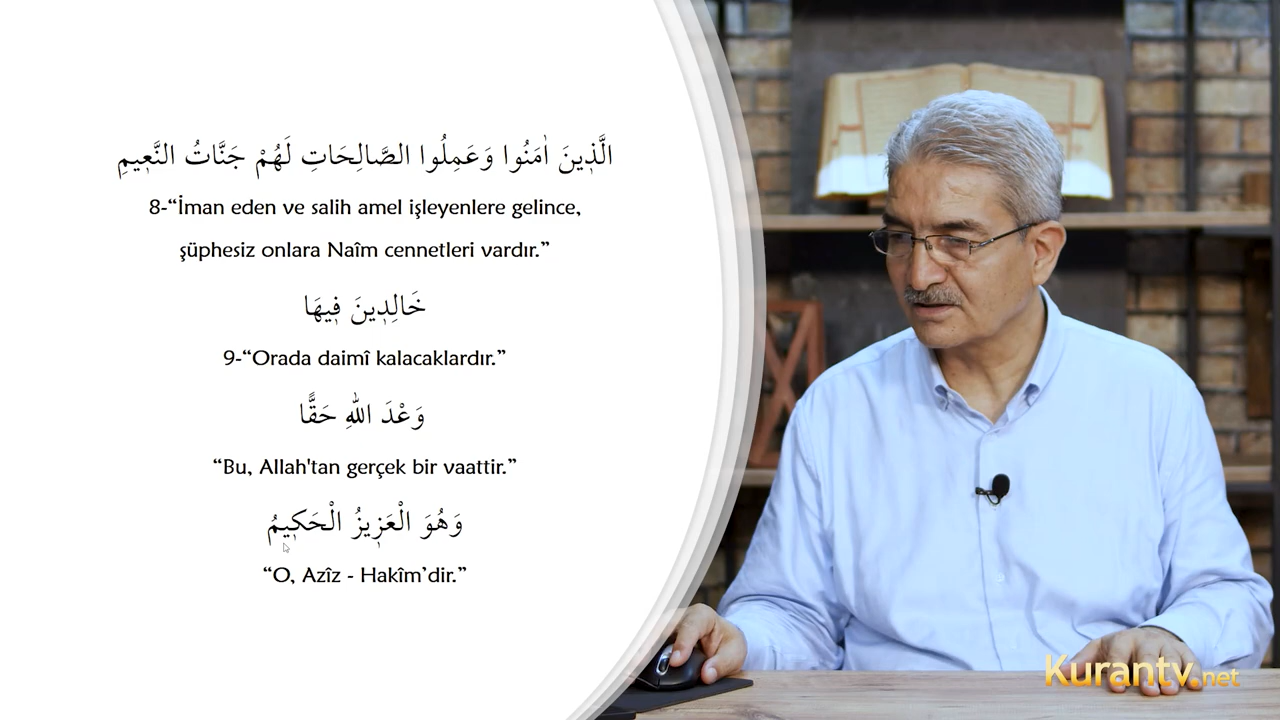 الَّذ۪ينَ اٰمَنُوا وَعَمِلُوا الصَّالِحَاتِ لَهُمْ جَنَّاتُ النَّع۪يمِ
8-“İman eden ve salih amel işleyenlere gelince,
şüphesiz onlara Naîm cennetleri vardır.”
خَالِد۪ينَ ف۪يهَا
9-“Orada daimî kalacaklardır.”
وَعْدَ اللّٰهِ حَقًّا
“Bu, Allah'tan gerçek bir vaattir.”
وَهُوَ الْعَز۪يزُ الْحَك۪يمُ
“O, Azîz - Hakîm’dir.”
Kurantv.net